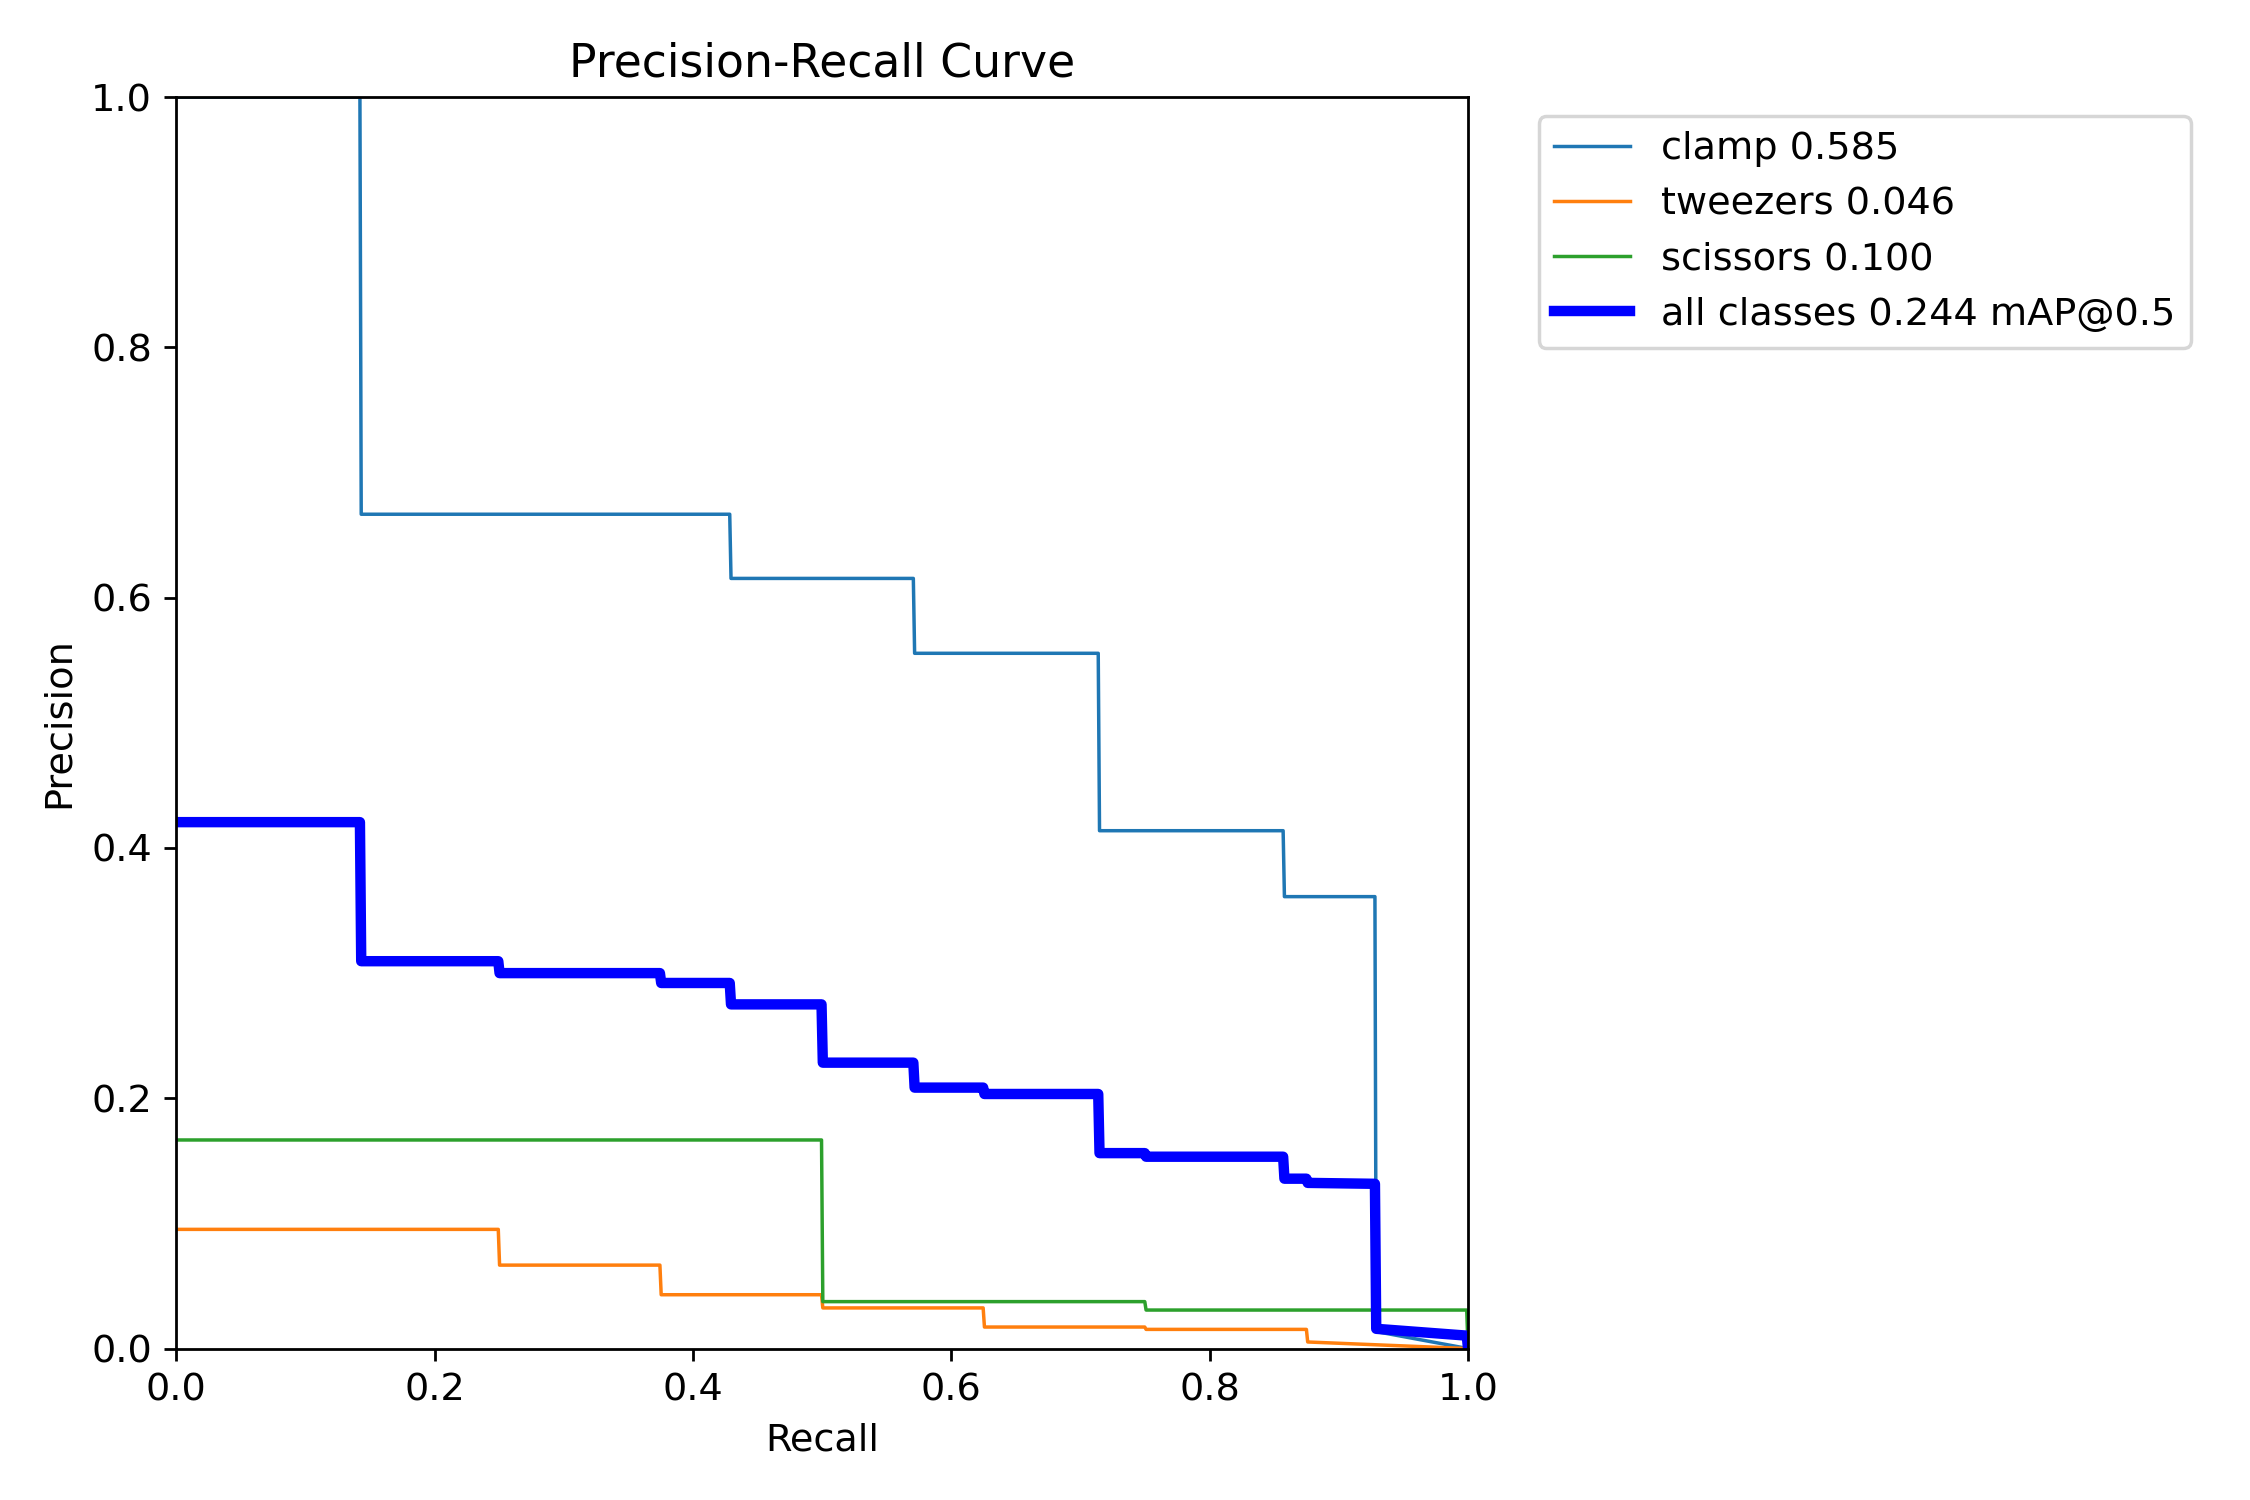 Precision-Recall Curve
1.0
0.8
0.6
0.4
0.2
0.0
Precision
0.0 0.2 0.4 0.6 0.8 1.0
Recall
clamp 0.585
tweezers 0.046
scissors 0.100
all classes 0.244 mAP@0.5